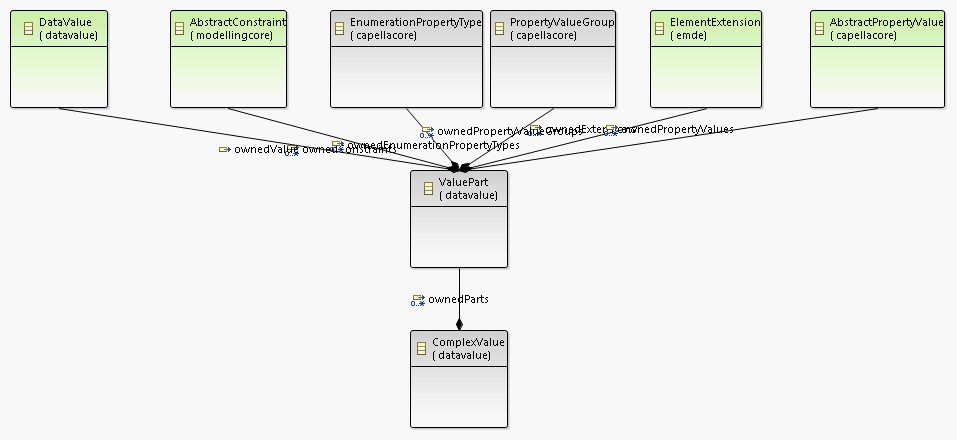 DataValue
( datavalue)
AbstractConstraint
( modellingcore)
EnumerationPropertyType
( capellacore)
PropertyValueGroup
( capellacore)
ElementExtension
( emde)
AbstractPropertyValue
( capellacore)
0..* ownedPropertyValueGroups
0..* ownedExtensions
0..* ownedPropertyValues
ownedValue
0..* ownedConstraints
0..* ownedEnumerationPropertyTypes
ValuePart
( datavalue)
0..* ownedParts
ComplexValue
( datavalue)